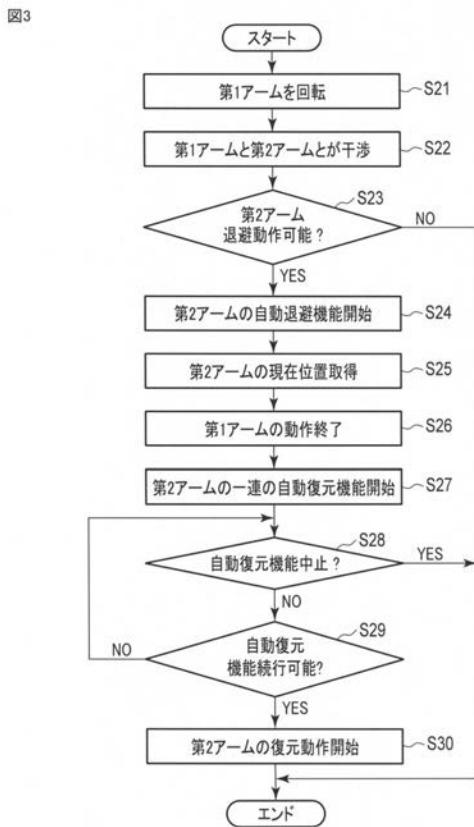 図3
スタート
第1アームを回転
S21
第1アームと第2アームとが干渉
S22
S23
第2アーム
退避動作可能?
NO
YES
第2アームの自動退避機能開始
S24
第2アームの現在位置取得
S25
第1アームの動作終了
S26
第2アームの一連の自動復元機能開始
S27
S28
自動復元機能中止?
YES
NO
S29
自動復元
機能続行可能?
NO
YES
第2アームの復元動作開始
S30
エンド